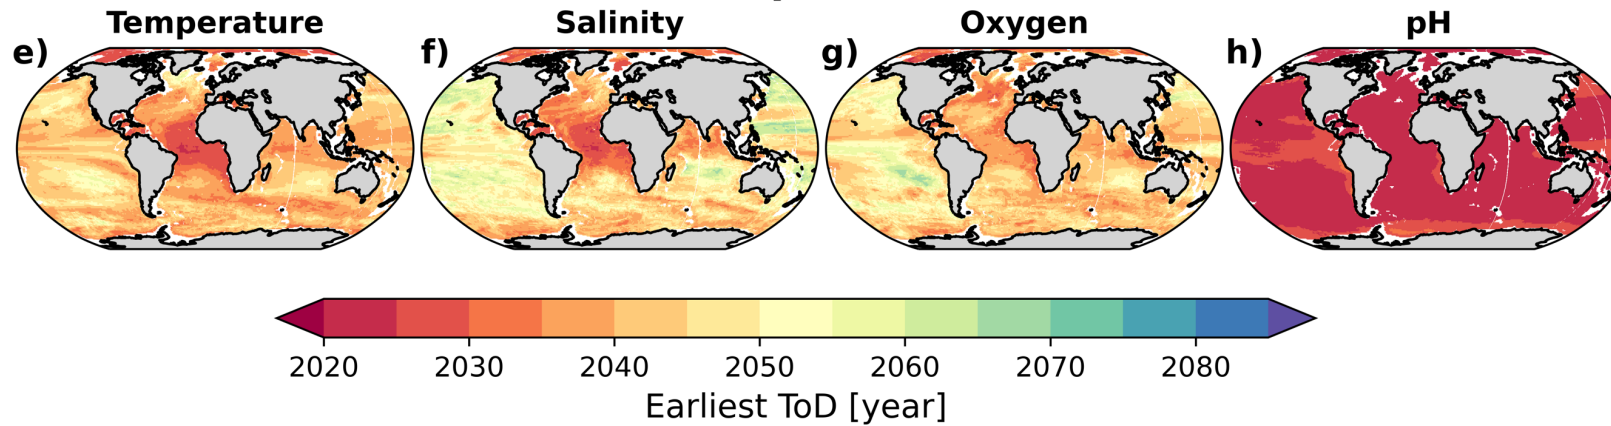 Temperature
Salinity
Oxygen
pH
e)
f)
g)
h)
2020 2030 2040 2050 2060 2070 2080
Earliest ToD [year]